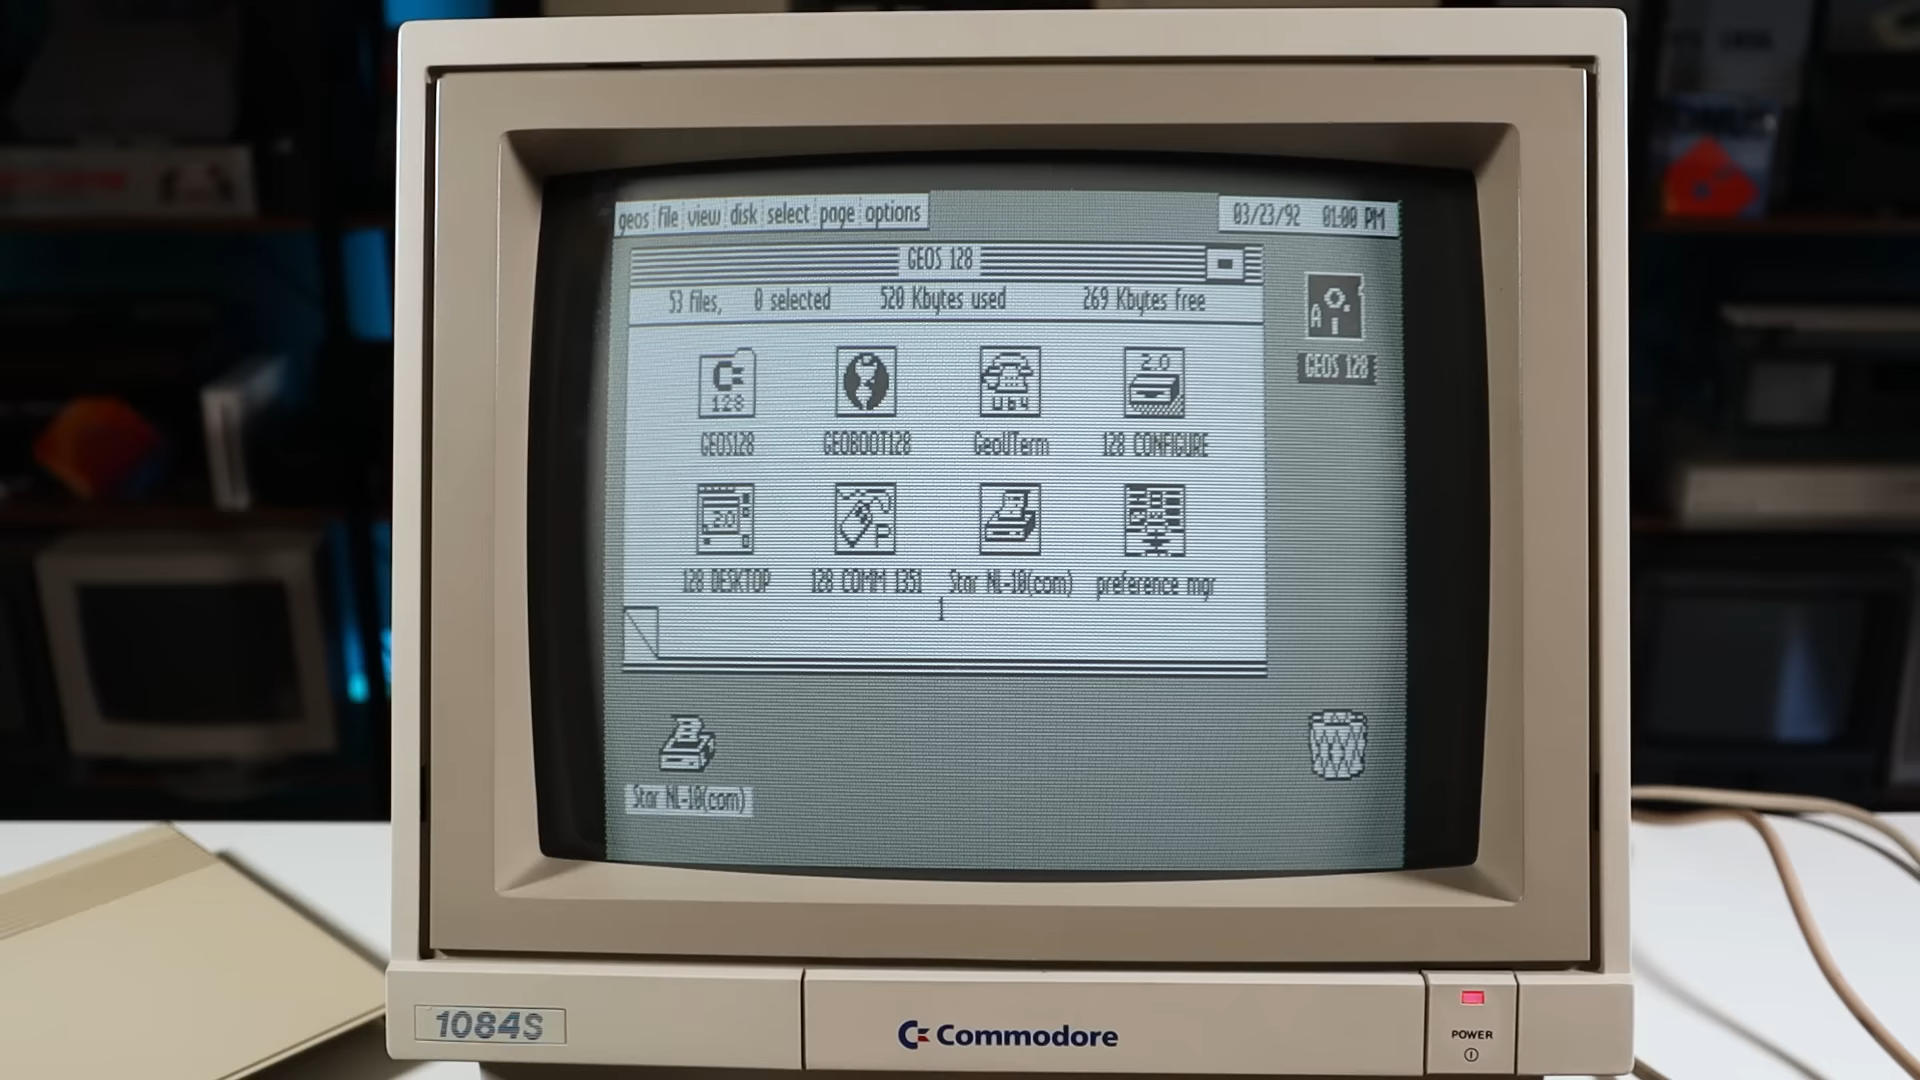 geos file view disk select page options
03/23/92 01:00 PM
GEOS 128
53 files, 0 selected 520 Kbytes used 269 Kbytes free
A
GEOS 128
128
2.0
GEOS128 GEOBOOT128 GeoUTerm 128 CONFIGURE
2.0
P
128 DESKTOP 128 COMM 1351 Star NL-10(com) preference mgr
1
Star NL-10(com)
1084S
Commodore
POWER